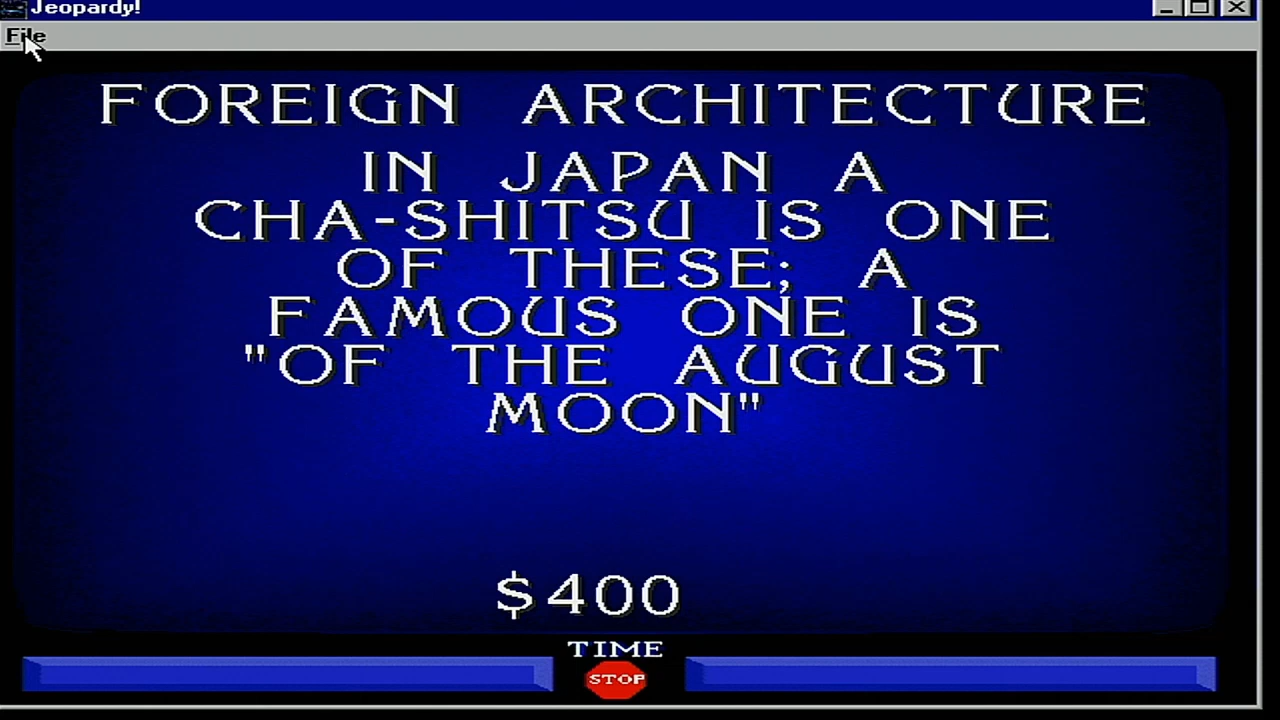 Jeopardy!
File
FOREIGN ARCHITECTURE
IN JAPAN A
CHA-SHITSU IS ONE
OF THESE; A
FAMOUS ONE IS
"OF THE AUGUST
MOON"
$400
TIME
STOP